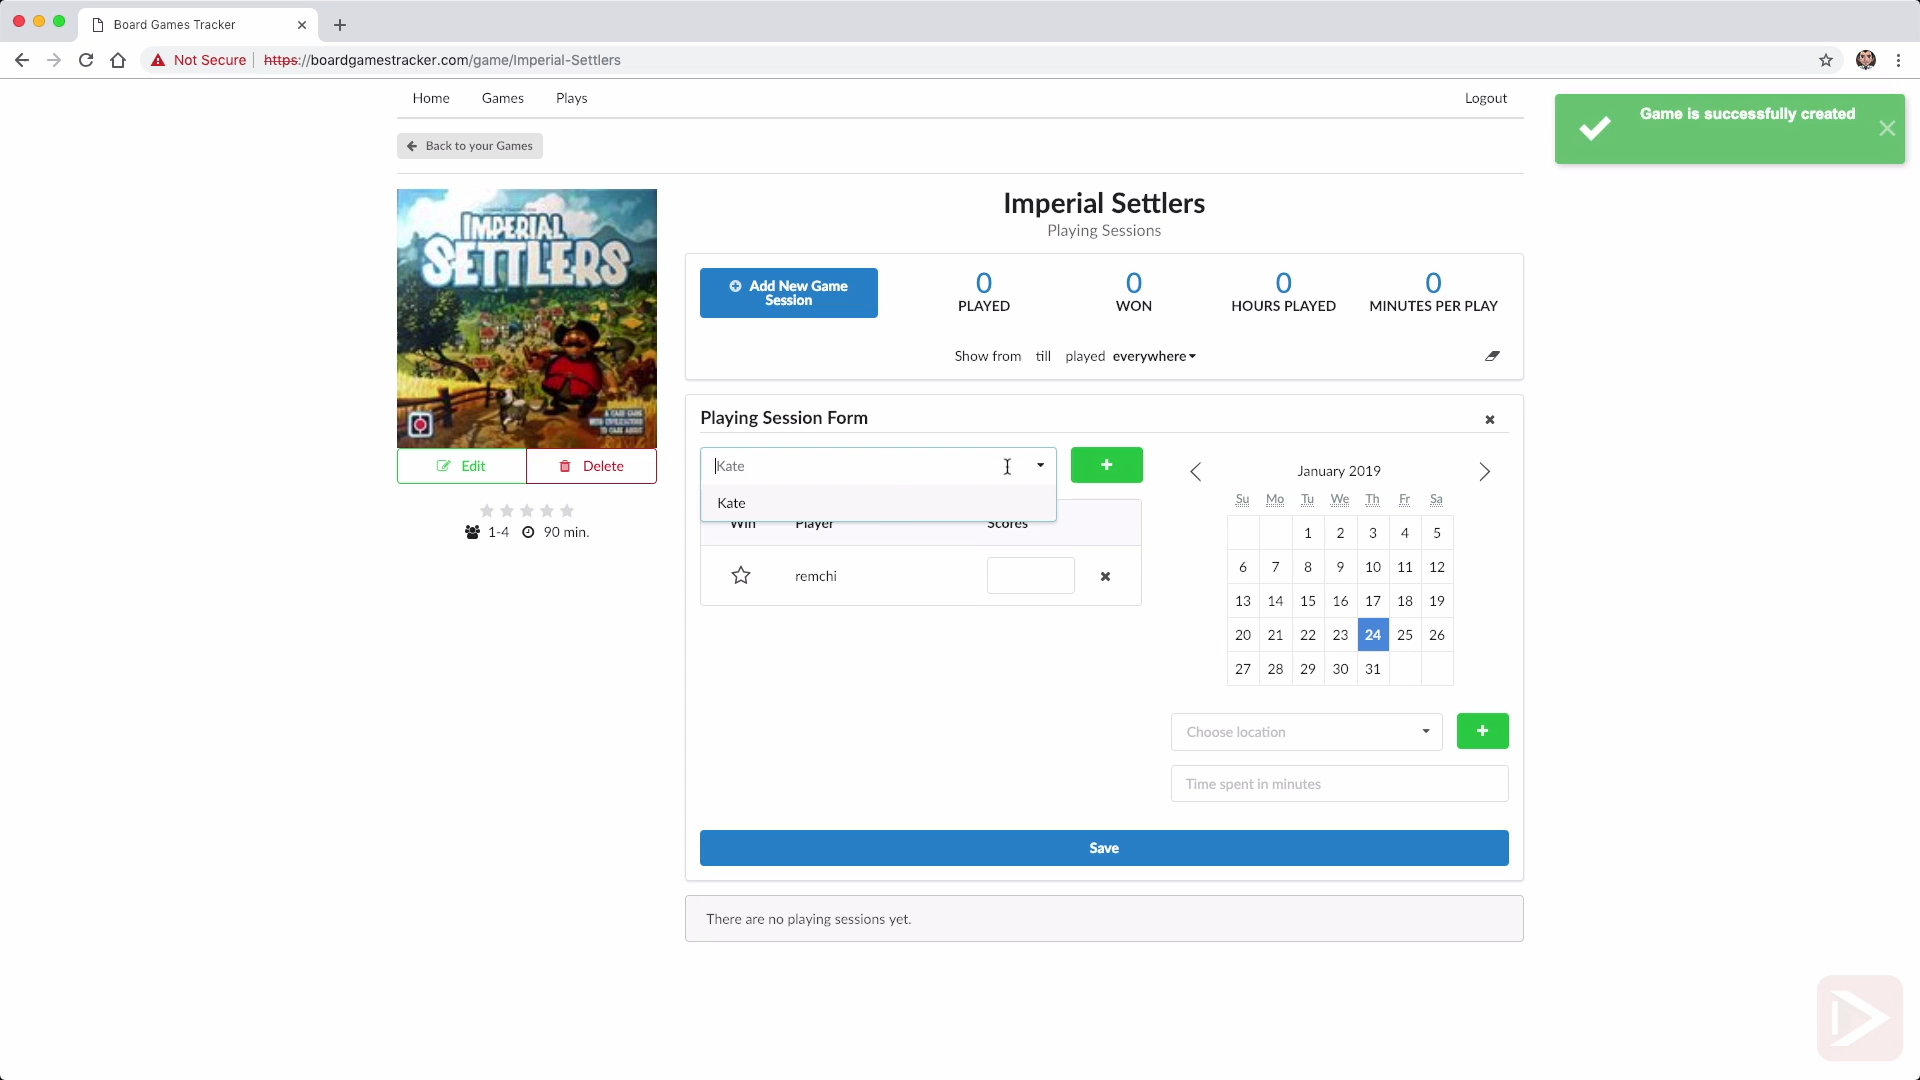 Board Games Tracker
Not Secure
https://boardgamestracker.com/game/Imperial-Settlers
Home Games Plays Logout
Game is successfully created
Back to your Games
IMPERIAL
SETTLERS
Imperial Settlers
Playing Sessions
Add New Game
Session
0 0 0 0
PLAYED WON HOURS PLAYED MINUTES PER PLAY
Show from till played everywhere
Playing Session Form
Edit Delete
1-4 90 min.
Kate
Kate
Win Player Scores
remchi
January 2019
Su Mo Tu We Th Fr Sa
1 2 3 4 5
6 7 8 9 10 11 12
13 14 15 16 17 18 19
20 21 22 23 24 25 26
27 28 29 30 31
Choose location
Time spent in minutes
Save
There are no playing sessions yet.